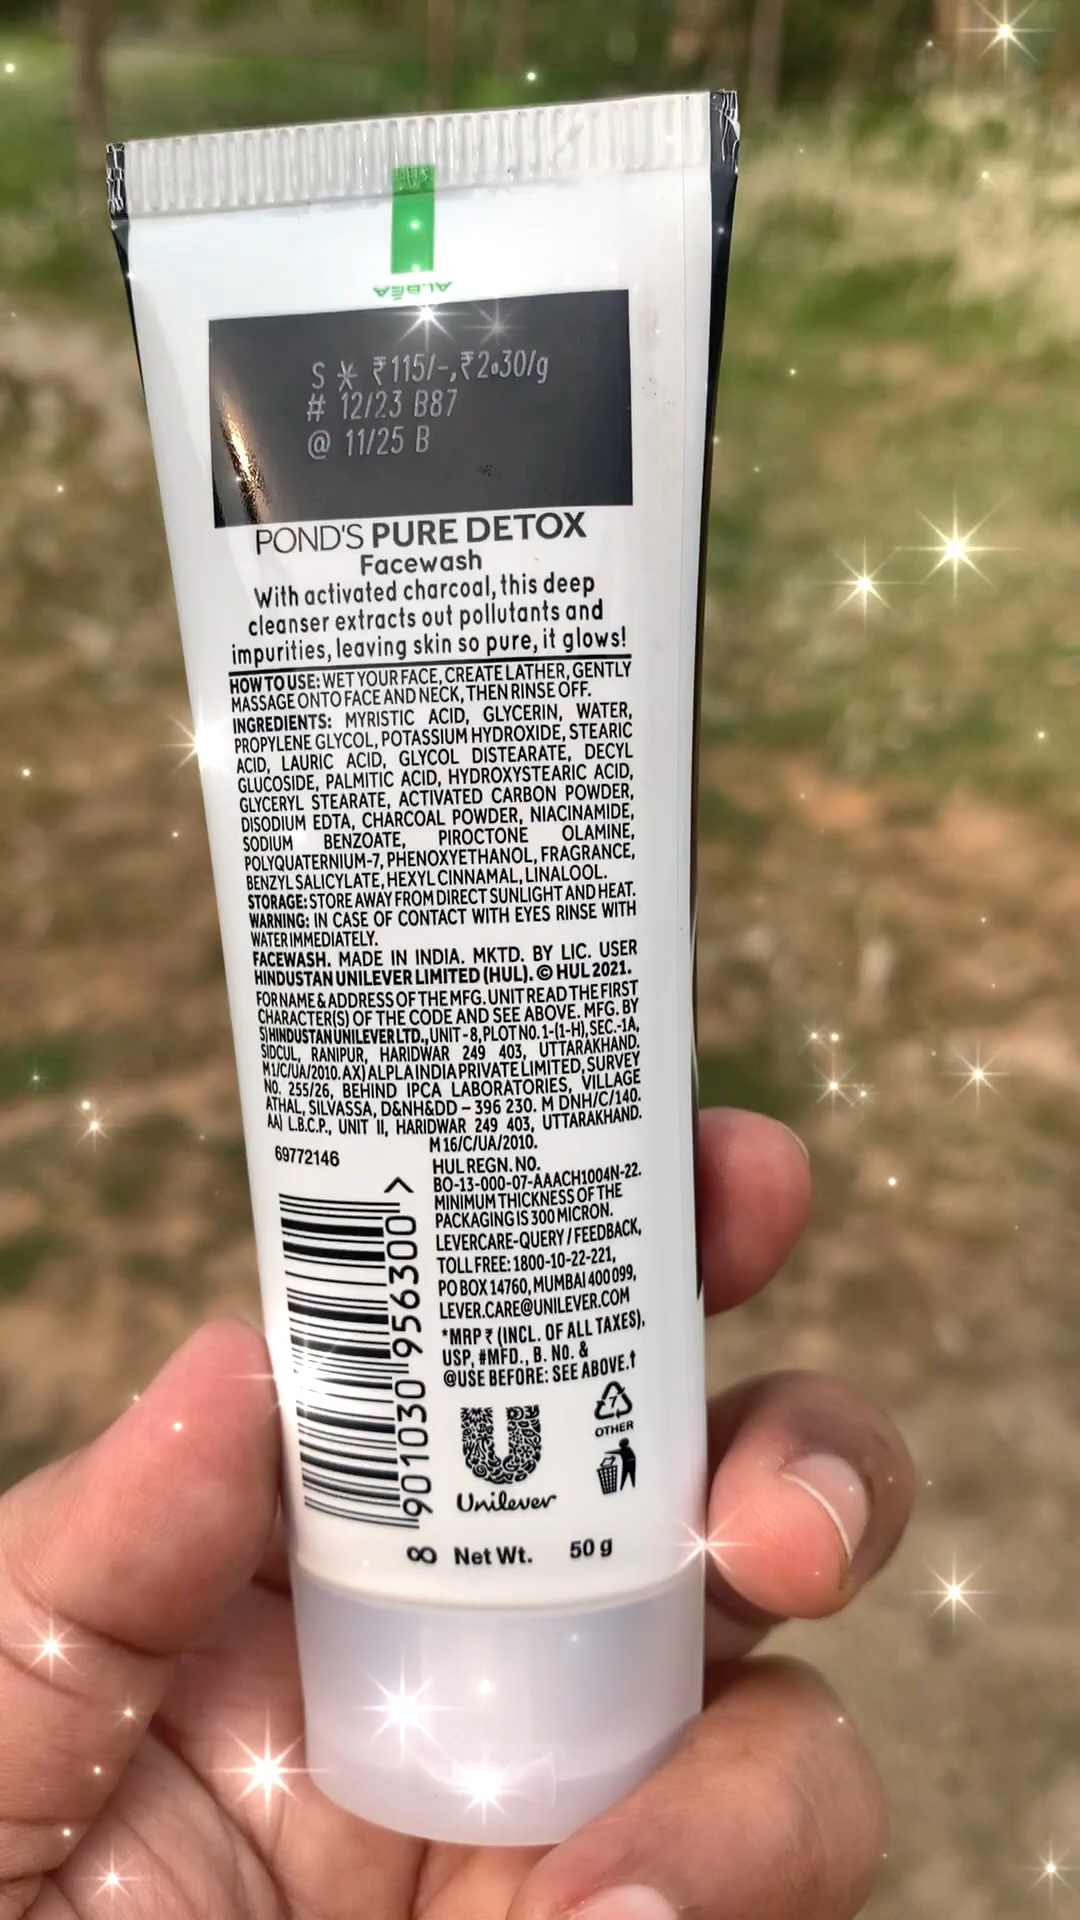 ALBÉA
S * ₹115/-,₹2.30/g
# 12/23 B87
@ 11/25 B
POND'S PURE DETOX
Facewash
With activated charcoal, this deep
cleanser extracts out pollutants and
impurities, leaving skin so pure, it glows!
HOW TO USE: WET YOUR FACE, CREATE LATHER, GENTLY
MASSAGE ONTO FACE AND NECK, THEN RINSE OFF.
INGREDIENTS: MYRISTIC ACID, GLYCERIN, WATER,
PROPYLENE GLYCOL, POTASSIUM HYDROXIDE, STEARIC
ACID, LAURIC ACID, GLYCOL DISTEARATE, DECYL
GLUCOSIDE, PALMITIC ACID, HYDROXYSTEARIC ACID,
GLYCERYL STEARATE, ACTIVATED CARBON POWDER,
DISODIUM EDTA, CHARCOAL POWDER, NIACINAMIDE,
SODIUM BENZOATE, PIROCTONE OLAMINE,
POLYQUATERNIUM-7, PHENOXYETHANOL, FRAGRANCE,
BENZYL SALICYLATE, HEXYL CINNAMAL, LINALOOL.
STORAGE: STORE AWAY FROM DIRECT SUNLIGHT AND HEAT.
WARNING: IN CASE OF CONTACT WITH EYES RINSE WITH
WATER IMMEDIATELY.
FACEWASH. MADE IN INDIA. MKTD. BY LIC. USER
HINDUSTAN UNILEVER LIMITED (HUL). © HUL 2021.
FOR NAME & ADDRESS OF THE MFG. UNIT READ THE FIRST
CHARACTER(S) OF THE CODE AND SEE ABOVE. MFG. BY
S) HINDUSTAN UNILEVER LTD., UNIT-8, PLOT NO. 1-(1-H), SEC.-1A,
SIDCUL, RANIPUR, HARIDWAR 249 403, UTTARAKHAND.
M 1/C/UA/2010. AX) ALPLA INDIA PRIVATE LIMITED, SURVEY
NO. 255/26, BEHIND IPCA LABORATORIES, VILLAGE
ATHAL, SILVASSA, D&NH&DD – 396 230. M DNH/C/140.
AA) L.B.C.P., UNIT II, HARIDWAR 249 403, UTTARAKHAND.
M 16/C/UA/2010.
69772146
HUL REGN. NO.
BO-13-000-07-AAACH1004N-22.
MINIMUM THICKNESS OF THE
PACKAGING IS 300 MICRON.
LEVERCARE-QUERY / FEEDBACK,
TOLL FREE: 1800-10-22-221,
PO BOX 14760, MUMBAI 400 099,
LEVER.CARE@UNILEVER.COM
*MRP ₹ (INCL. OF ALL TAXES),
USP, #MFD., B. NO. &
@USE BEFORE: SEE ABOVE.↑
8 901030 956300 >
7
OTHER
Unilever
Net Wt. 50 g